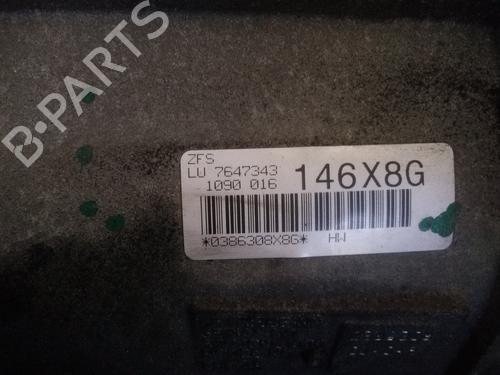 B-PARTS
ZFS
LU 7647343
1090 016 146X8G
*0386308X8G* HW